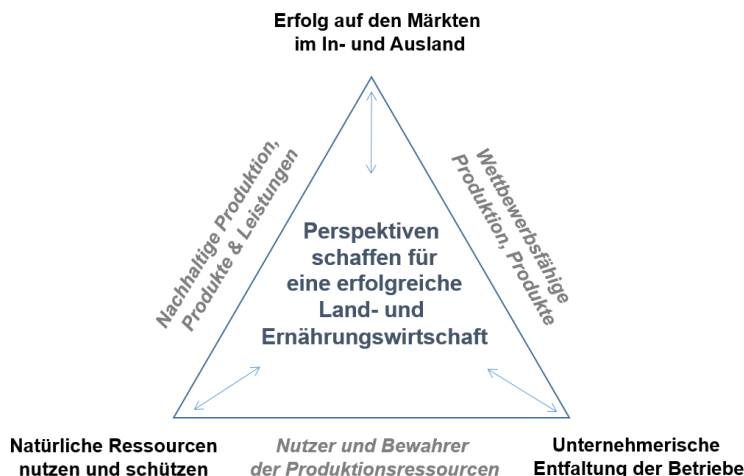 Erfolg auf den Märkten
im In- und Ausland
Nachhaltige Produktion,
Produkte & Leistungen
Wettbewerbsfähige
Produktion, Produkte
Perspektiven
schaffen für
eine erfolgreiche
Land- und
Ernährungswirtschaft
Natürliche Ressourcen
nutzen und schützen
Nutzer und Bewahrer
der Produktionsressourcen
Unternehmerische
Entfaltung der Betriebe